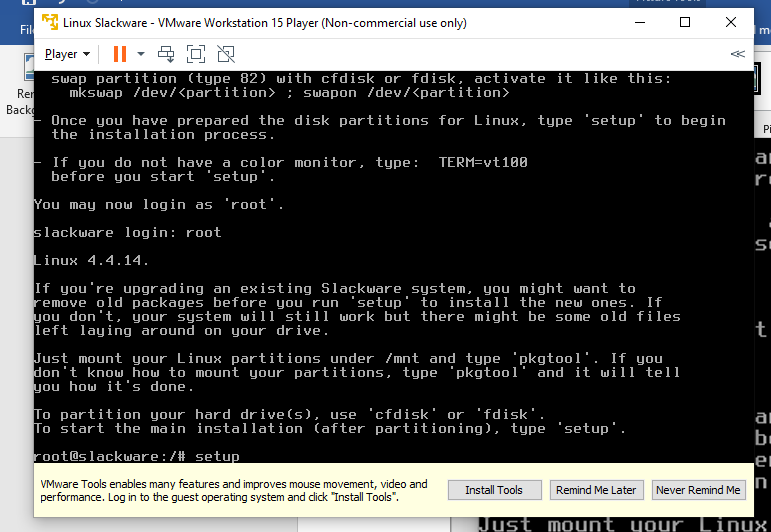 Linux Slackware - VMware Workstation 15 Player (Non-commercial use only)
Fil
Player
swap partition (type 82) with cfdisk or fdisk, activate it like this:
mkswap /dev/<partition> ; swapon /dev/<partition>
- Once you have prepared the disk partitions for Linux, type 'setup' to begin
the installation process.
- If you do not have a color monitor, type:  TERM=vt100
before you start 'setup'.
You may now login as 'root'.
slackware login: root
Linux 4.4.14.
If you're upgrading an existing Slackware system, you might want to
remove old packages before you run 'setup' to install the new ones. If
you don't, your system will still work but there might be some old files
left laying around on your drive.
Just mount your Linux partitions under /mnt and type 'pkgtool'. If you
don't know how to mount your partitions, type 'pkgtool' and it will tell
you how it's done.
To partition your hard drive(s), use 'cfdisk' or 'fdisk'.
To start the main installation (after partitioning), type 'setup'.
root@slackware:/# setup
VMware Tools enables many features and improves mouse movement, video and
performance. Log in to the guest operating system and click "Install Tools".
Install Tools
Remind Me Later
Never Remind Me
Re
Backg
Pi
Just mount your Linux